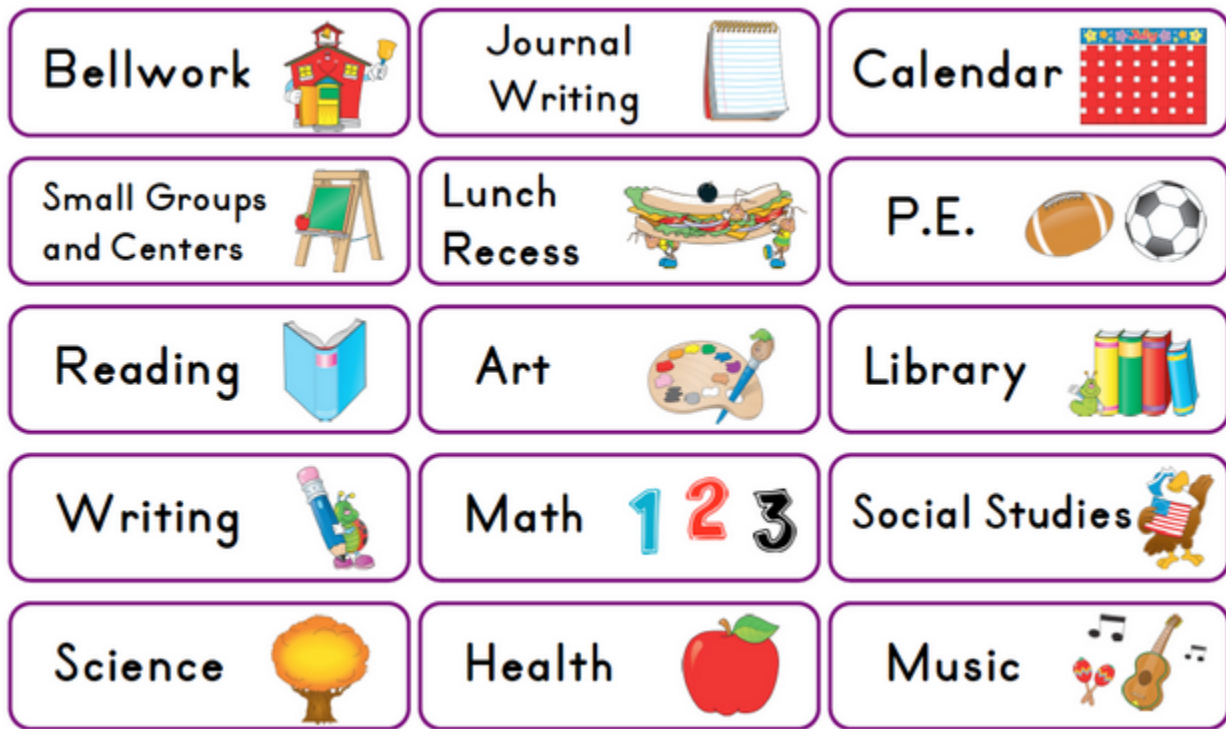 Bellwork
Journal
Writing
Calendar
July
Small Groups
and Centers
Lunch
Recess
P.E.
Reading
Art
Library
Writing
Math
1 2 3
Social Studies
Science
Health
Music